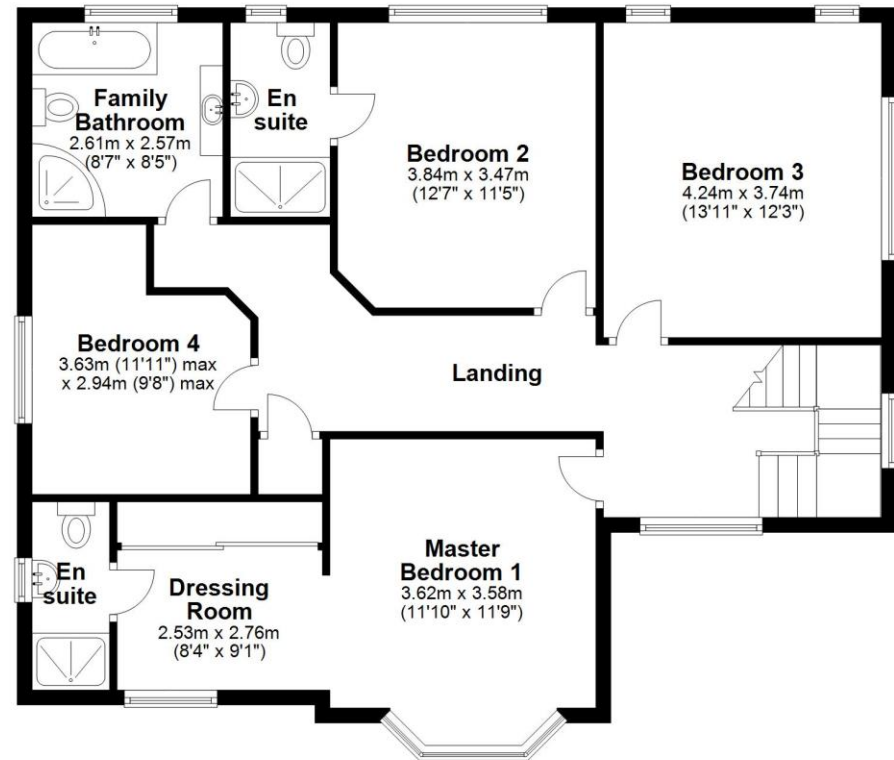 Family
Bathroom
2.61m x 2.57m
(8'7" x 8'5")
En
suite
Bedroom 2
3.84m x 3.47m
(12'7" x 11'5")
Bedroom 3
4.24m x 3.74m
(13'11" x 12'3")
Bedroom 4
3.63m (11'11") max
x 2.94m (9'8") max
Landing
En
suite
Dressing
Room
2.53m x 2.76m
(8'4" x 9'1")
Master
Bedroom 1
3.62m x 3.58m
(11'10" x 11'9")